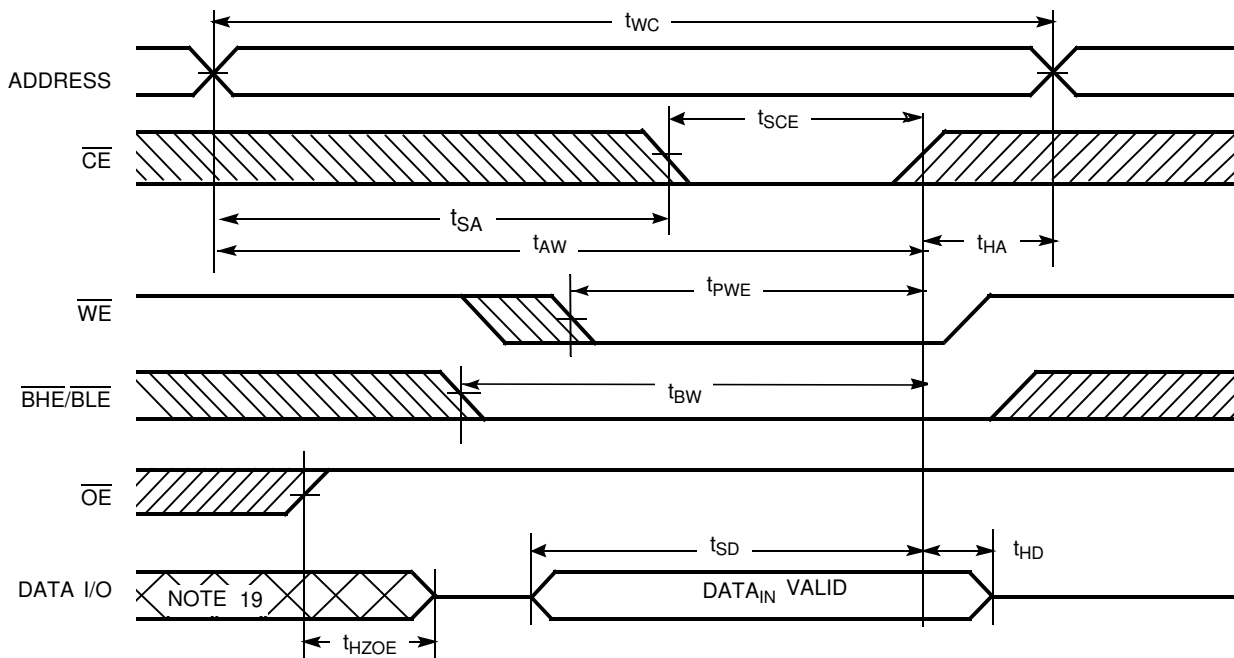 tWC
ADDRESS
tSCE
CE
tSA
tAW
tHA
tPWE
WE
BHE/BLE
tBW
OE
tSD
tHD
DATA I/O
NOTE 19
DATAIN VALID
tHZOE